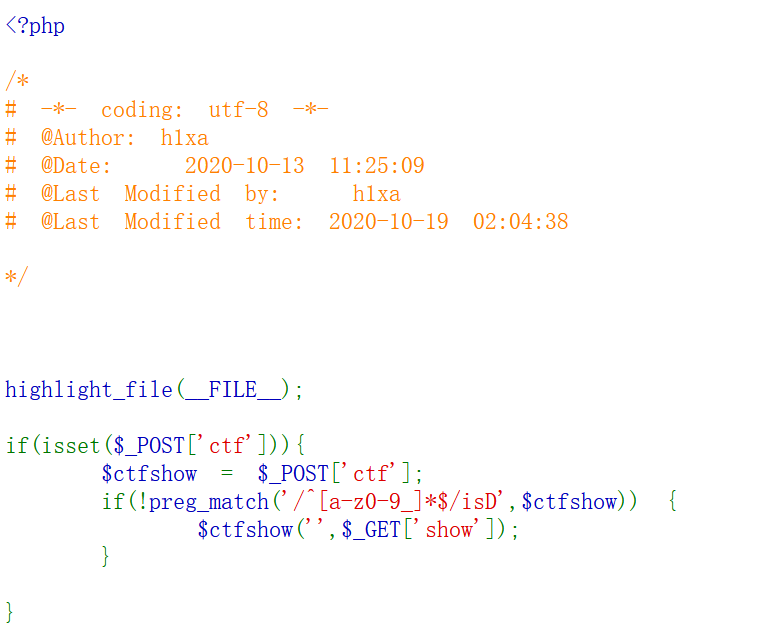 <?php
/*
# -*- coding: utf-8 -*-
# @Author: h1xa
# @Date:   2020-10-13 11:25:09
# @Last Modified by:   h1xa
# @Last Modified time: 2020-10-19 02:04:38
*/
highlight_file(__FILE__);
if(isset($_POST['ctf'])){
    $ctfshow = $_POST['ctf'];
    if(!preg_match('/^[a-z0-9_]*$/isD',$ctfshow)) {
        $ctfshow('',$_GET['show']);
    }
}